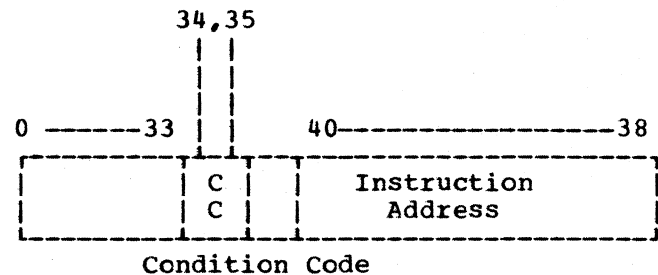 34,35
0 ------33 40----------------38
C Instruction
C Address
Condition Code